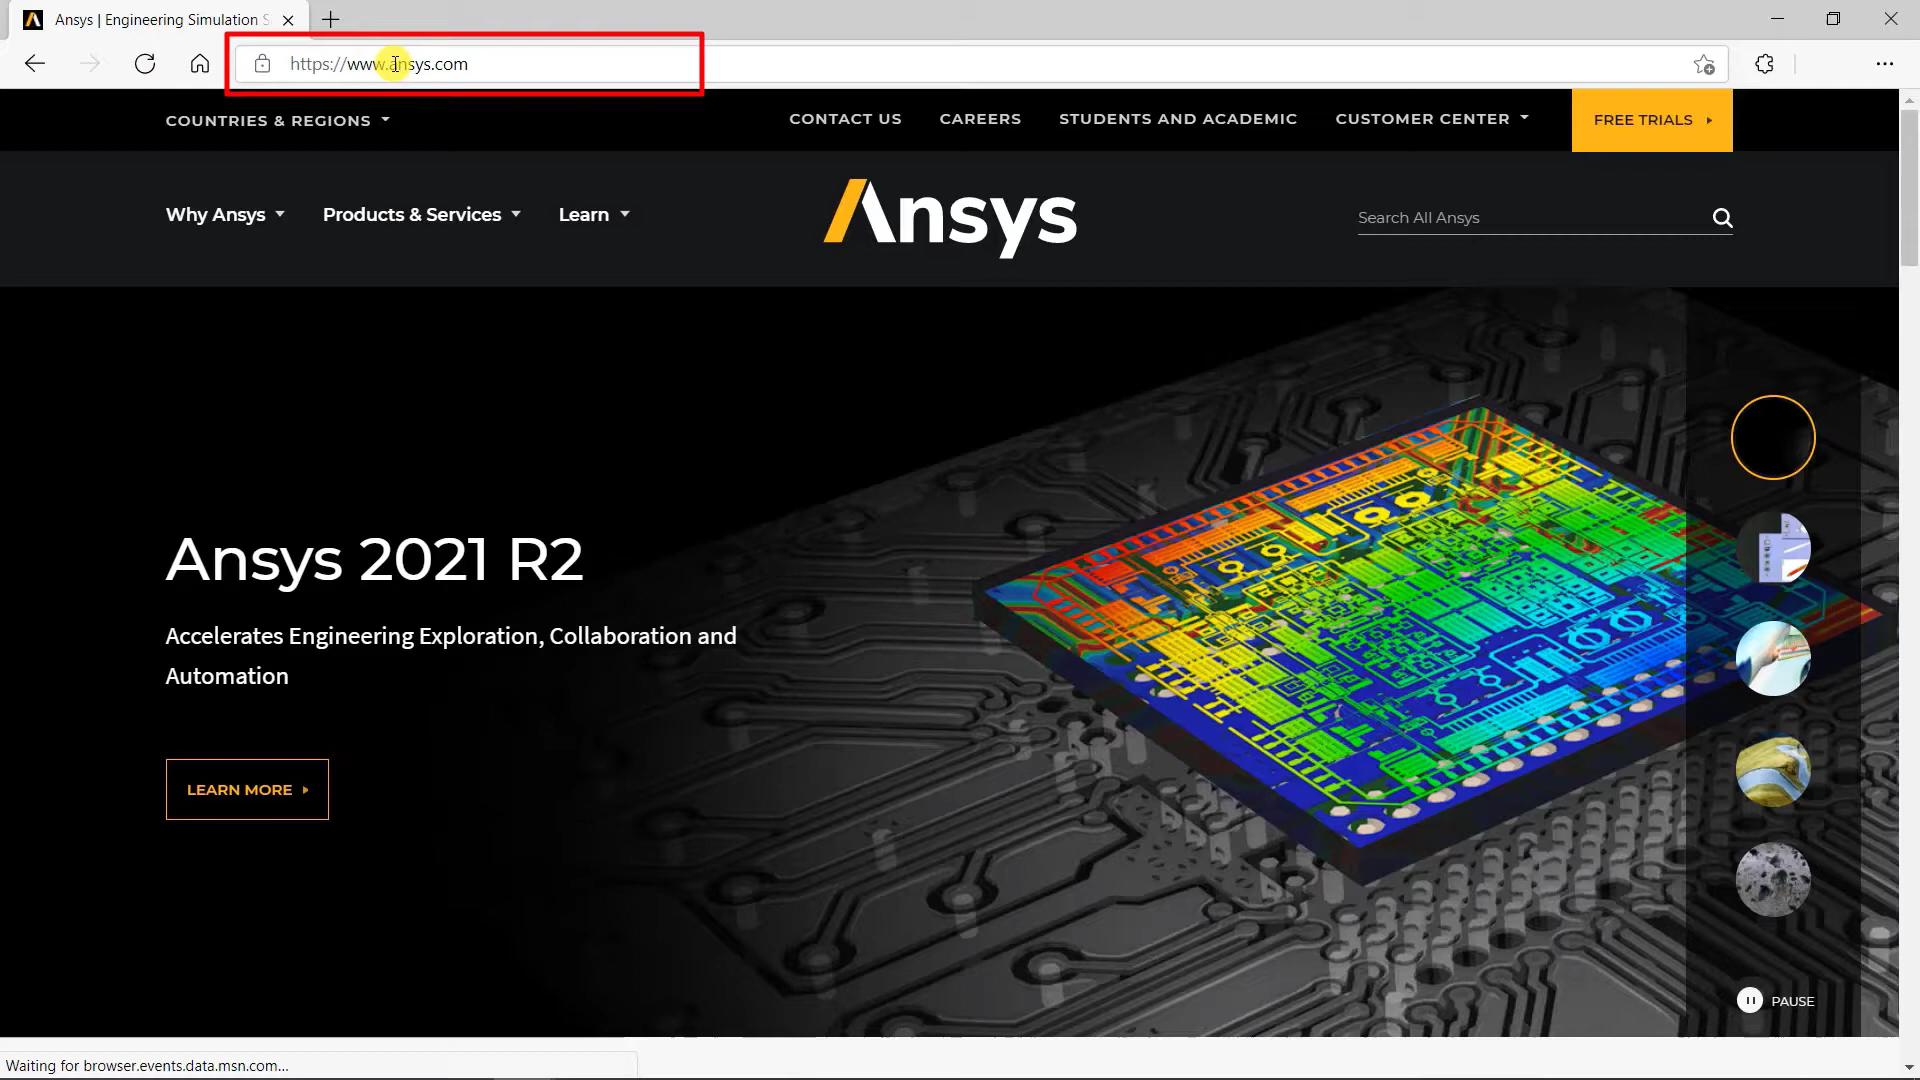 Ansys | Engineering Simulation S
https://www.ansys.com
COUNTRIES & REGIONS
CONTACT US
CAREERS
STUDENTS AND ACADEMIC
CUSTOMER CENTER
FREE TRIALS
Why Ansys
Products & Services
Learn
Ansys
Search All Ansys
Ansys 2021 R2
Accelerates Engineering Exploration, Collaboration and
Automation
LEARN MORE
PAUSE
Waiting for browser.events.data.msn.com...